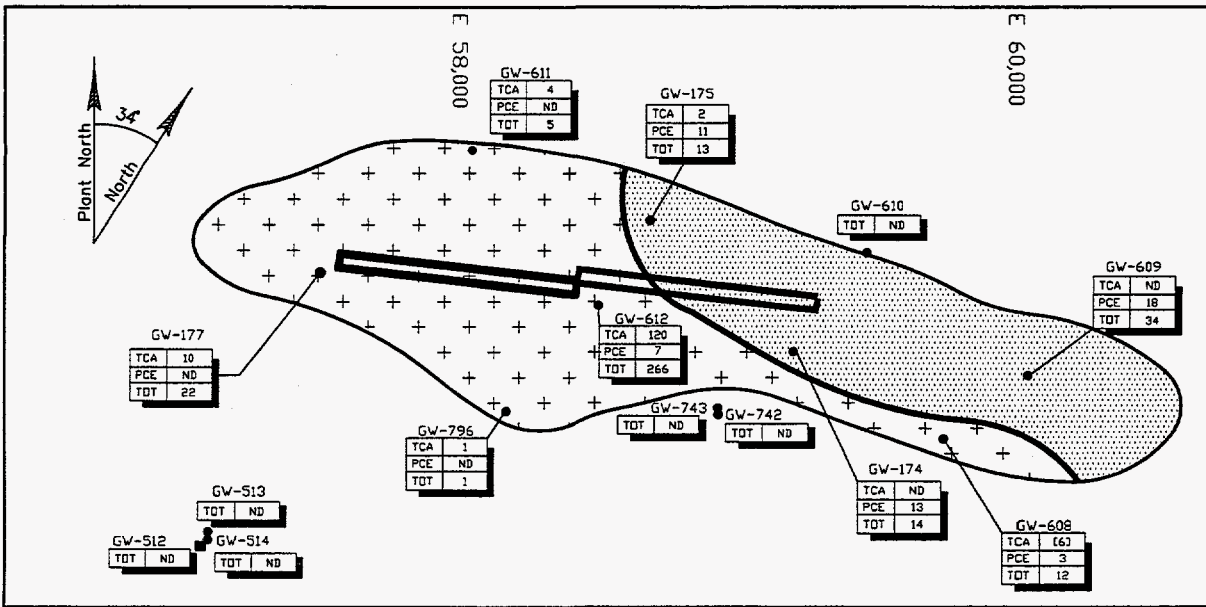 E 58,000
E 60,000
34°
Plant North
North
GW-611
TCA 4
PCE ND
TOT 5
GW-175
TCA 2
PCE 11
TOT 13
GW-610
TOT ND
GW-609
TCA ND
PCE 18
TOT 34
GW-177
TCA 10
PCE ND
TOT 22
GW-612
TCA 120
PCE 7
TOT 266
GW-796
TCA 1
PCE ND
TOT 1
GW-743
TOT ND
GW-742
TOT ND
GW-174
TCA ND
PCE 13
TOT 14
GW-608
TCA [6]
PCE 3
TOT 12
GW-513
TOT ND
GW-512
TOT ND
GW-514
TOT ND